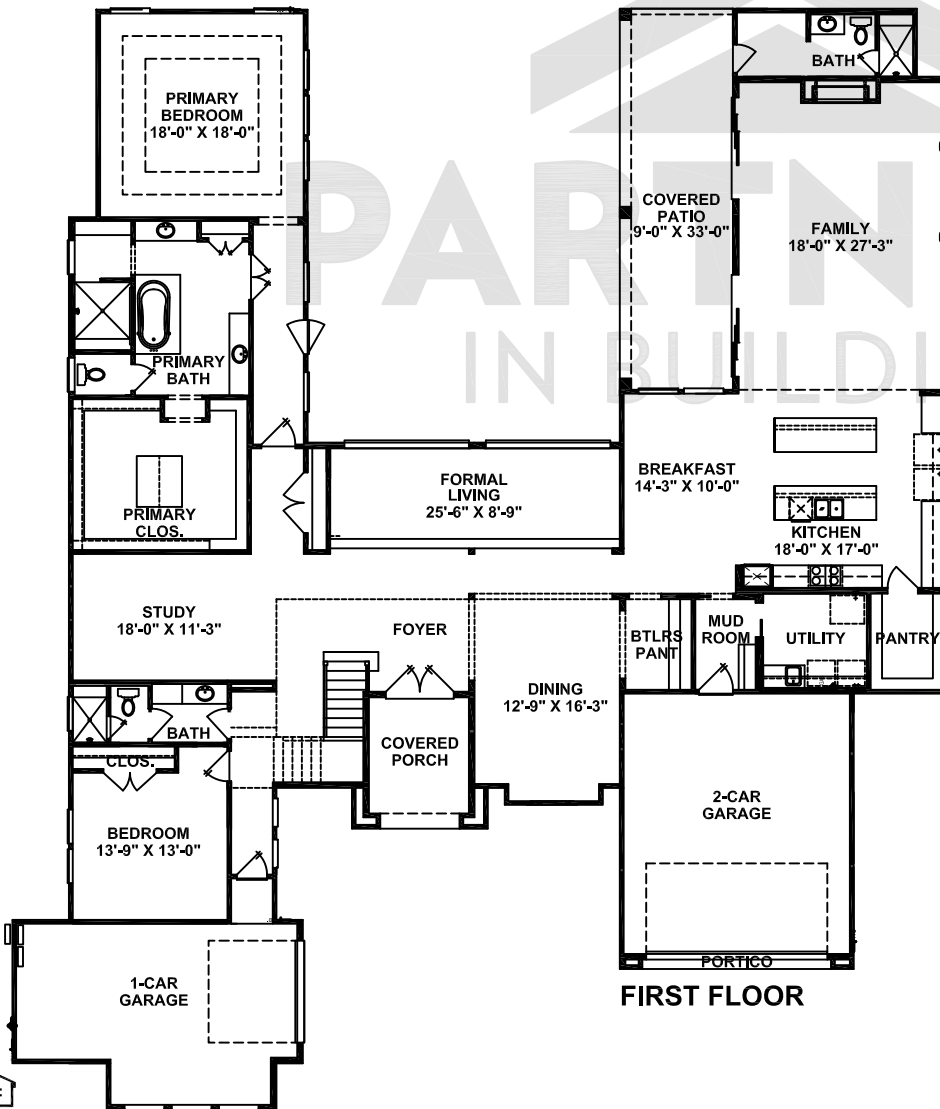 PRIMARY
BEDROOM
18'-0" X 18'-0"
BATH
COVERED
PATIO
9'-0" X 33'-0"
FAMILY
18'-0" X 27'-3"
PARTN
IN BUILDI
PRIMARY
BATH
PRIMARY
CLOS.
FORMAL
LIVING
25'-6" X 8'-9"
BREAKFAST
14'-3" X 10'-0"
KITCHEN
18'-0" X 17'-0"
STUDY
18'-0" X 11'-3"
FOYER
BTLRS
PANT
MUD
ROOM
UTILITY
PANTRY
DINING
12'-9" X 16'-3"
BATH
COVERED
PORCH
CLOS.
BEDROOM
13'-9" X 13'-0"
2-CAR
GARAGE
1-CAR
GARAGE
PORTICO
FIRST FLOOR